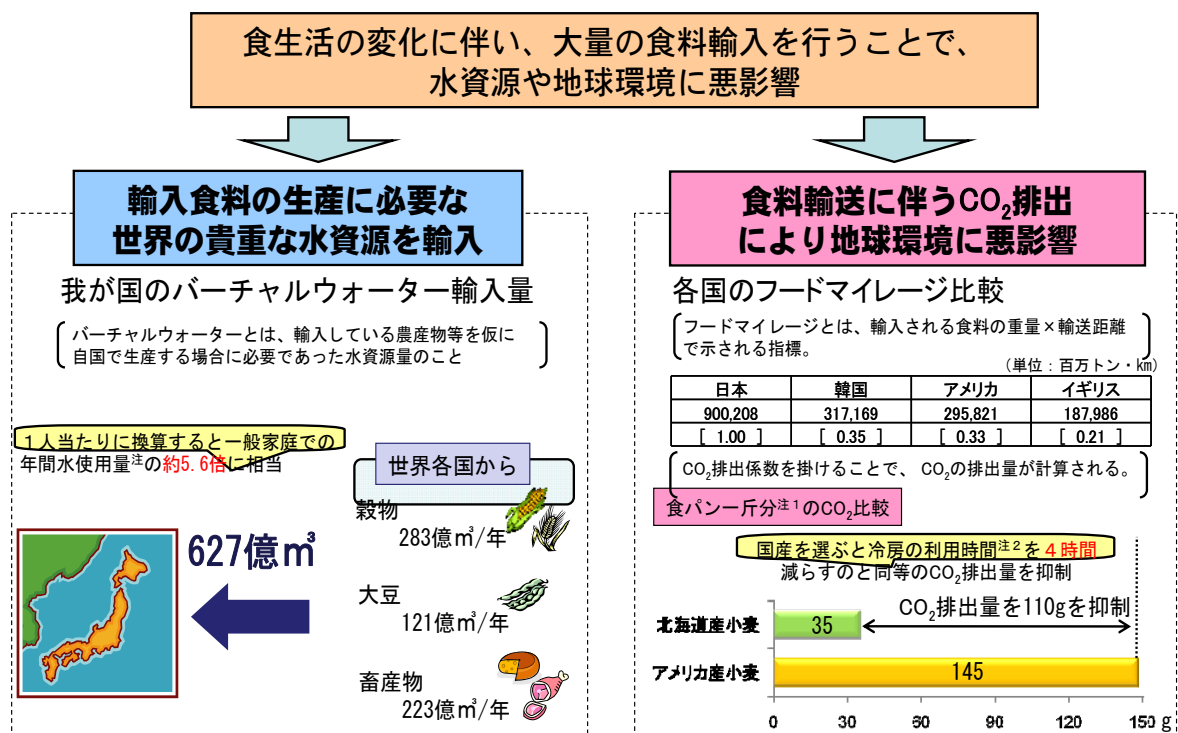 食生活の変化に伴い、大量の食料輸入を行うことで、
水資源や地球環境に悪影響
輸入食料の生産に必要な
世界の貴重な水資源を輸入
我が国のバーチャルウォーター輸入量
バーチャルウォーターとは、輸入している農産物等を仮に
自国で生産する場合に必要であった水資源量のこと
1人当たりに換算すると一般家庭での
年間水使用量注の約5.6倍に相当
世界各国から
穀物
283億㎥/年
大豆
121億㎥/年
畜産物
223億㎥/年
627億㎥
食料輸送に伴うCO2排出
により地球環境に悪影響
各国のフードマイレージ比較
フードマイレージとは、輸入される食料の重量×輸送距離
で示される指標。
(単位：百万トン・㎞)
日本 韓国 アメリカ イギリス
900,208 317,169 295,821 187,986
[ 1.00 ] [ 0.35 ] [ 0.33 ] [ 0.21 ]
CO2排出係数を掛けることで、 CO2の排出量が計算される。
食パン一斤分注1のCO2比較
国産を選ぶと冷房の利用時間注2を４時間
減らすのと同等のCO2排出量を抑制
CO2排出量を110gを抑制
北海道産小麦 35
アメリカ産小麦 145
0 30 60 90 120 150 g